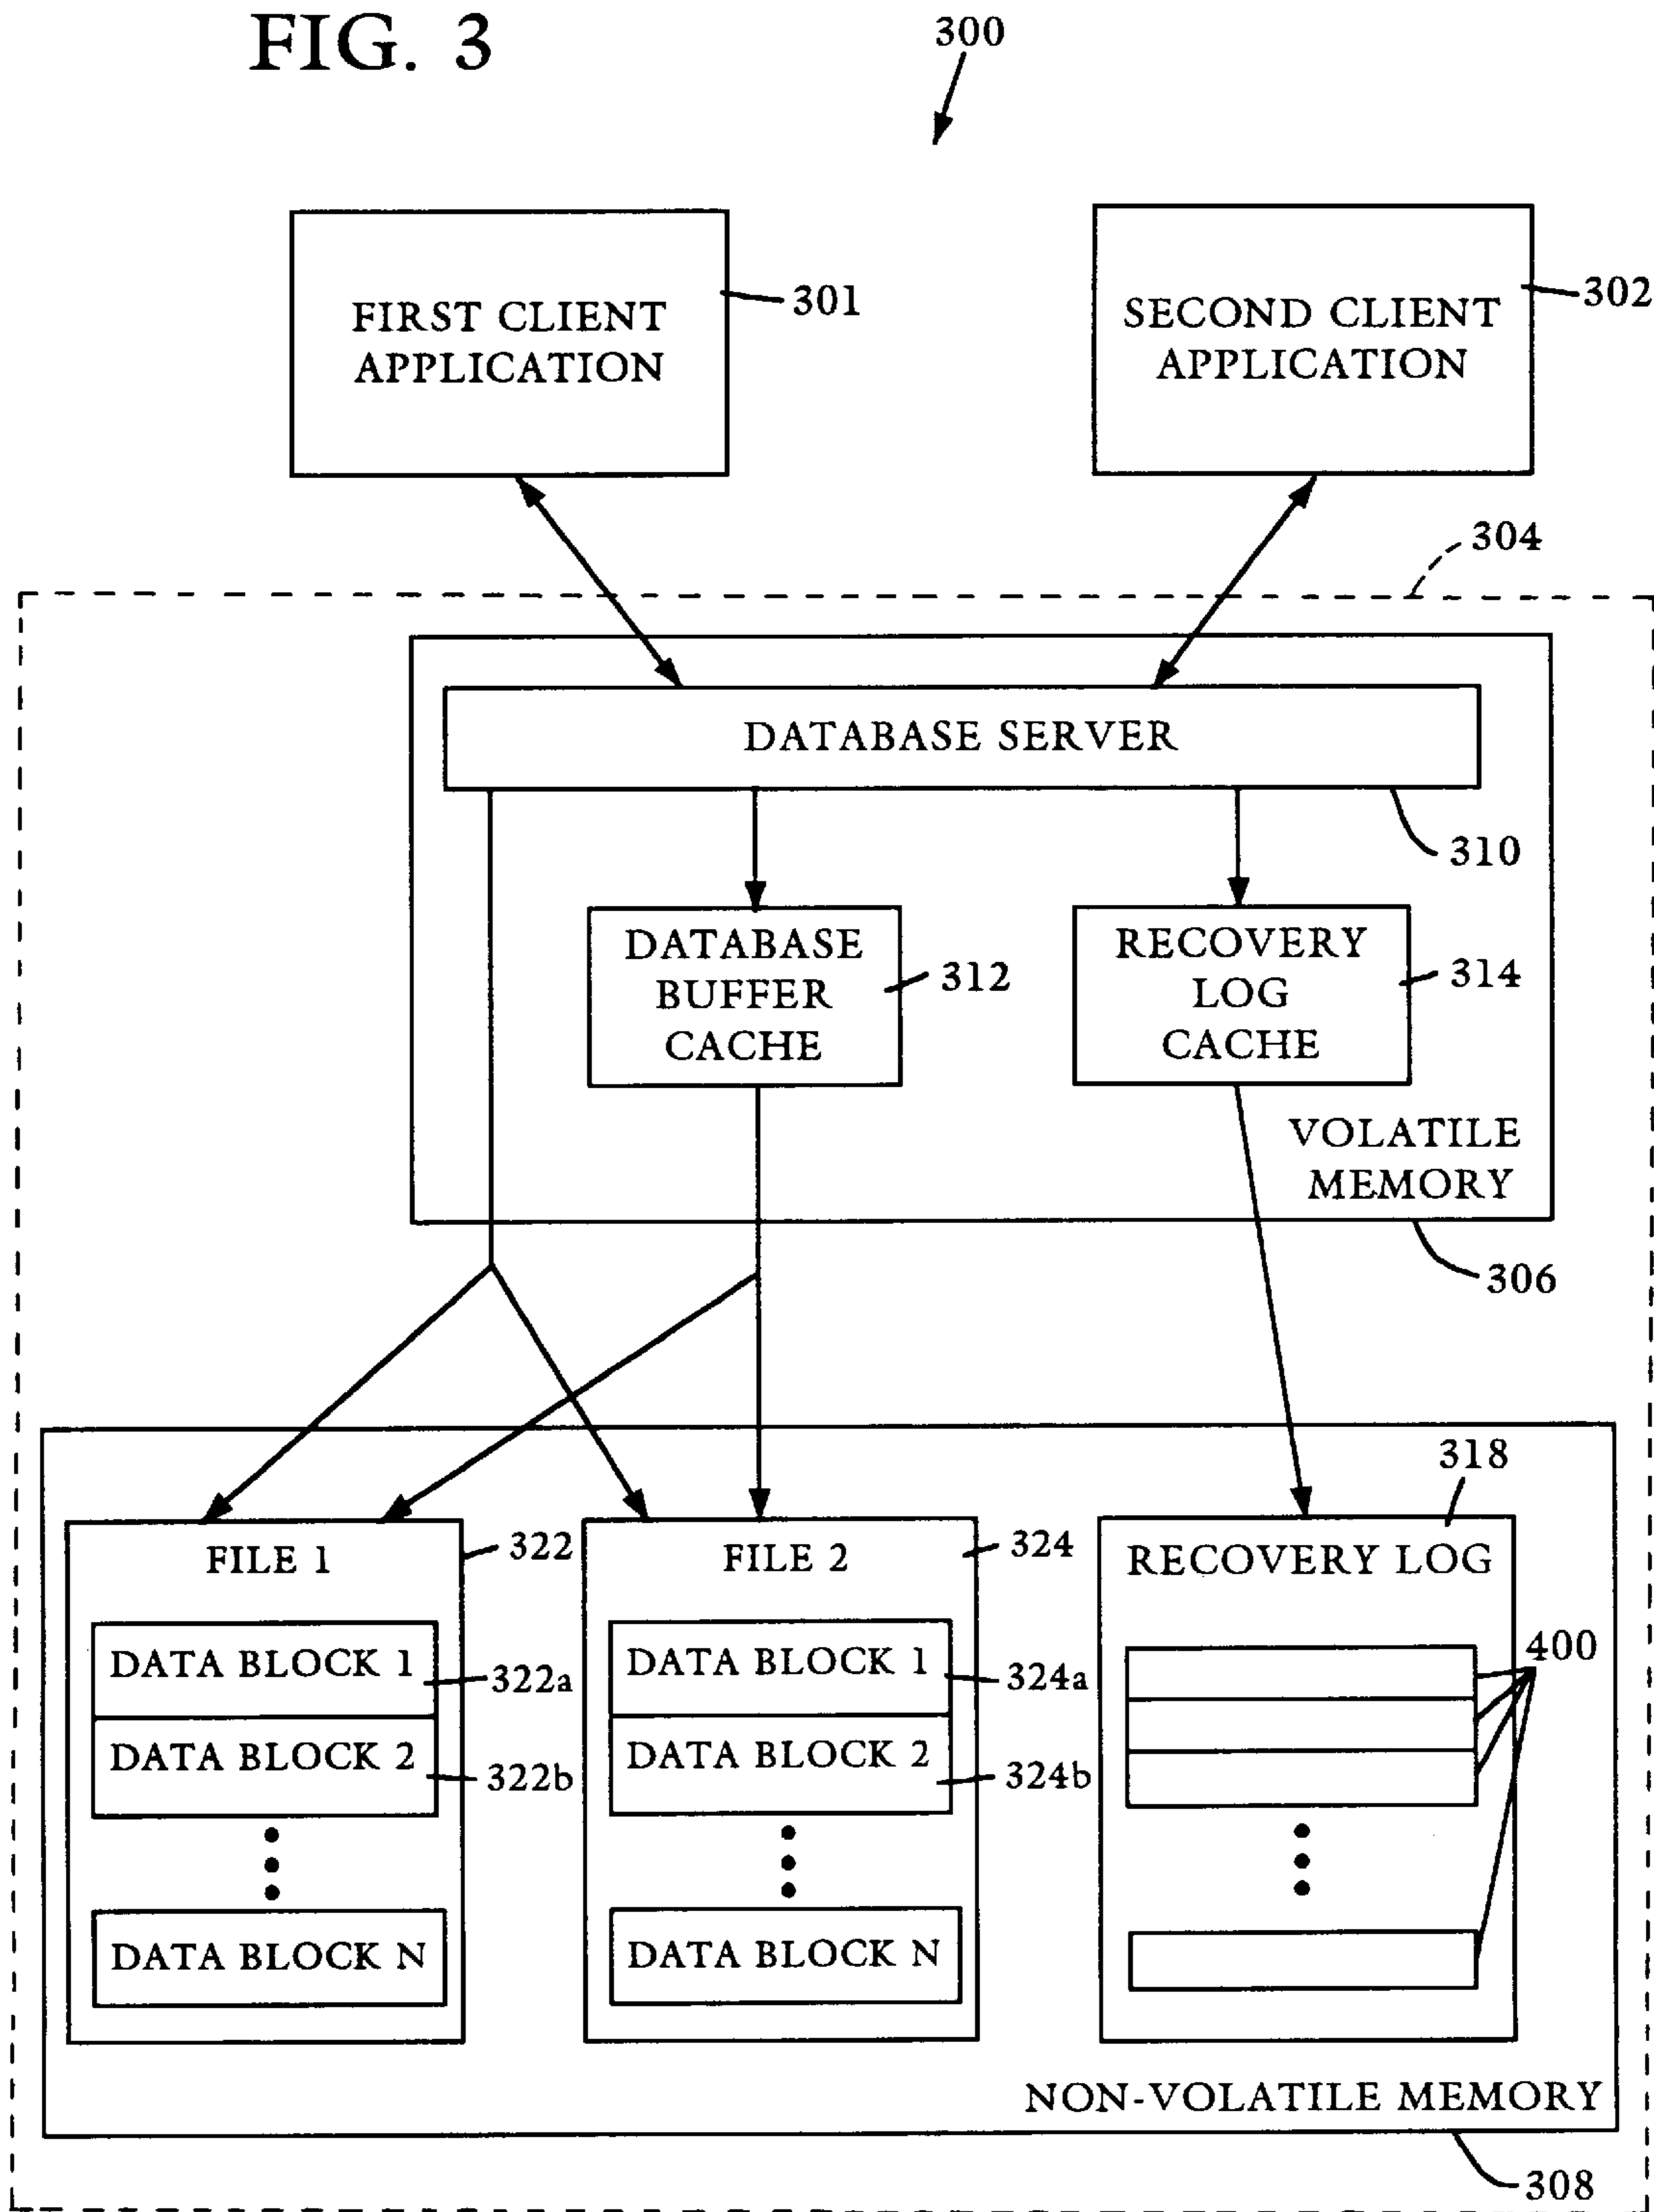 FIG. 3
300
FIRST CLIENT
APPLICATION
301
SECOND CLIENT
APPLICATION
302
304
DATABASE SERVER
310
DATABASE
BUFFER
CACHE
312
RECOVERY
LOG
CACHE
314
VOLATILE
MEMORY
306
FILE 1
322
DATA BLOCK 1
322a
DATA BLOCK 2
322b
DATA BLOCK N
FILE 2
324
DATA BLOCK 1
324a
DATA BLOCK 2
324b
DATA BLOCK N
318
RECOVERY LOG
400
NON-VOLATILE MEMORY
308